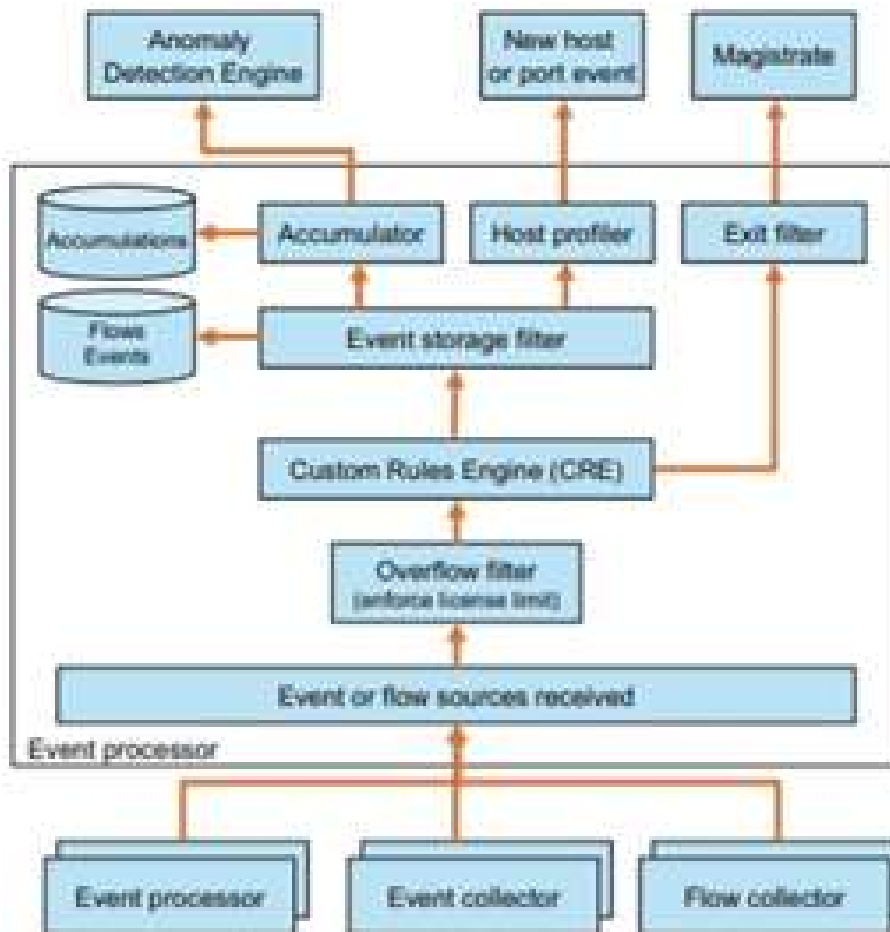 Anomaly
Detection Engine
New host
or port event
Magistrate
Accumulations
Accumulator
Host profiler
Exit filter
Flows
Events
Event storage filter
Custom Rules Engine (CRE)
Overflow filter
(enforce license limit)
Event or flow sources received
Event processor
Event processor
Event collector
Flow collector